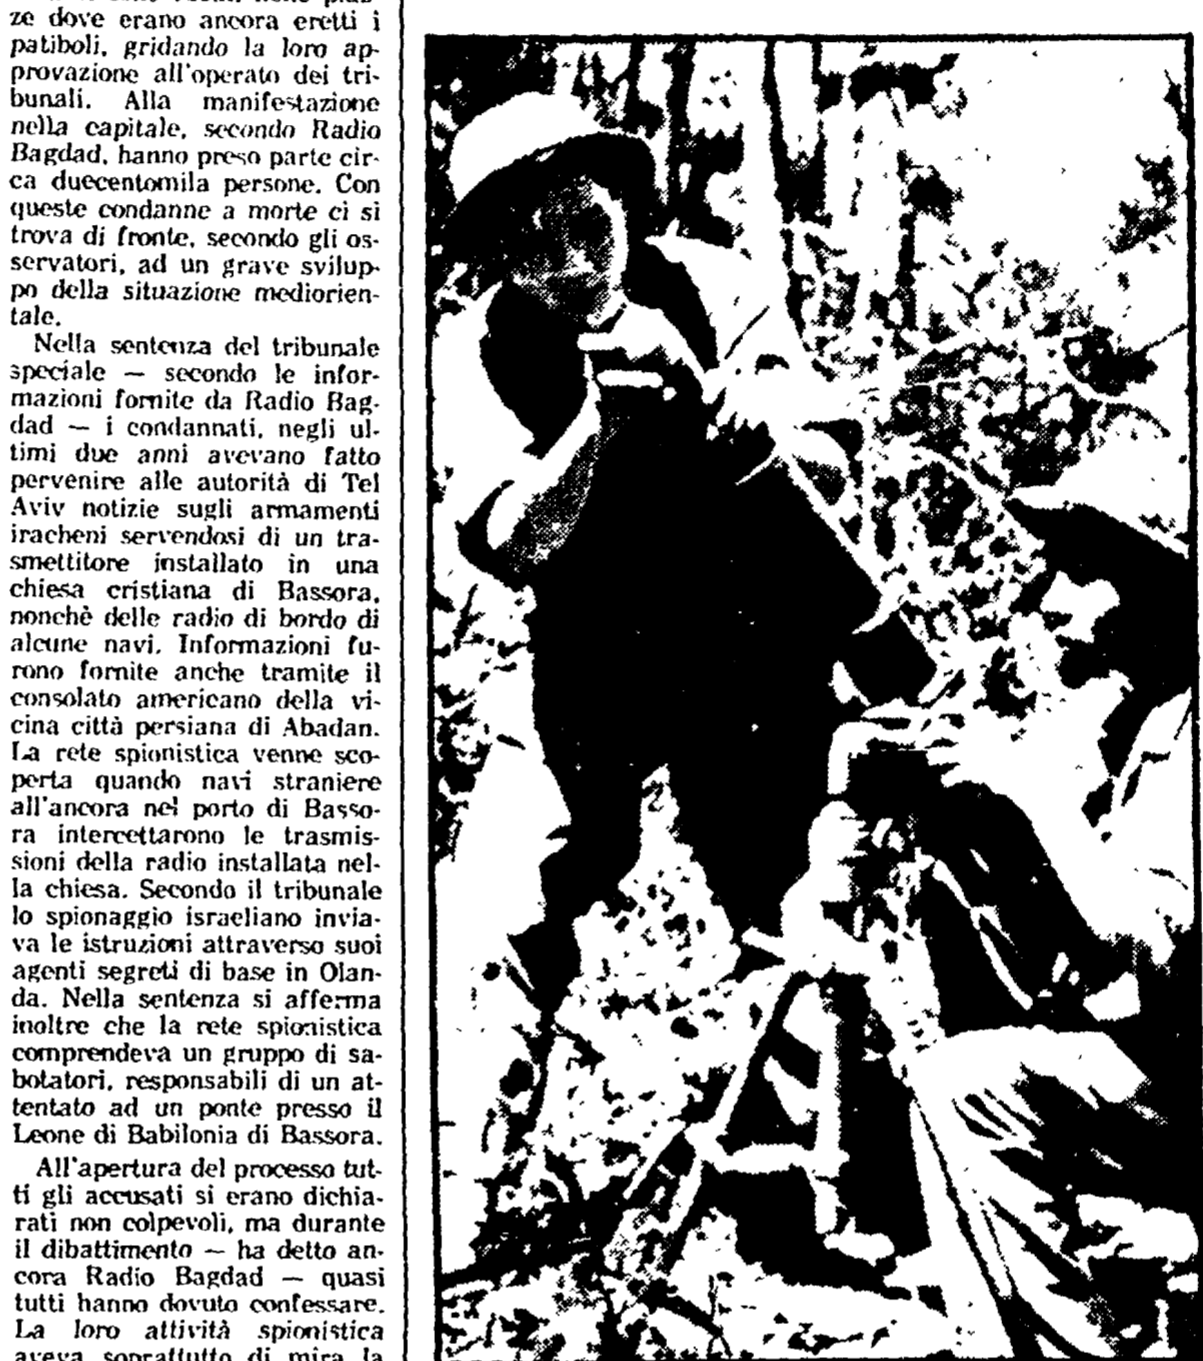 ze dove erano ancora eretti i
patiboli, gridando la loro ap-
provazione all'operato dei tri-
bunali. Alla manifestazione
nella capitale, secondo Radio
Bagdad, hanno preso parte cir-
ca duecentomila persone. Con
queste condanne a morte ci si
trova di fronte, secondo gli os-
servatori, ad un grave svilup-
po della situazione mediorien-
tale.
Nella sentenza del tribunale
speciale — secondo le infor-
mazioni fornite da Radio Bag-
dad — i condannati, negli ul-
timi due anni avevano fatto
pervenire alle autorità di Tel
Aviv notizie sugli armamenti
iracheni servendosi di un tra-
smettitore installato in una
chiesa cristiana di Bassora,
nonchè delle radio di bordo di
alcune navi. Informazioni fu-
rono fornite anche tramite il
consolato americano della vi-
cina città persiana di Abadan.
La rete spionistica venne sco-
perta quando navi straniere
all'ancora nel porto di Basso-
ra intercettarono le trasmis-
sioni della radio installata nel-
la chiesa. Secondo il tribunale
lo spionaggio israeliano invia-
va le istruzioni attraverso suoi
agenti segreti di base in Olan-
da. Nella sentenza si afferma
inoltre che la rete spionistica
comprendeva un gruppo di sa-
botatori, responsabili di un at-
tentato ad un ponte presso il
Leone di Babilonia di Bassora.
All'apertura del processo tut-
ti gli accusati si erano dichia-
rati non colpevoli, ma durante
il dibattimento — ha detto an-
cora Radio Bagdad — quasi
tutti hanno dovuto confessare.
La loro attività spionistica
aveva soprattutto di mira la